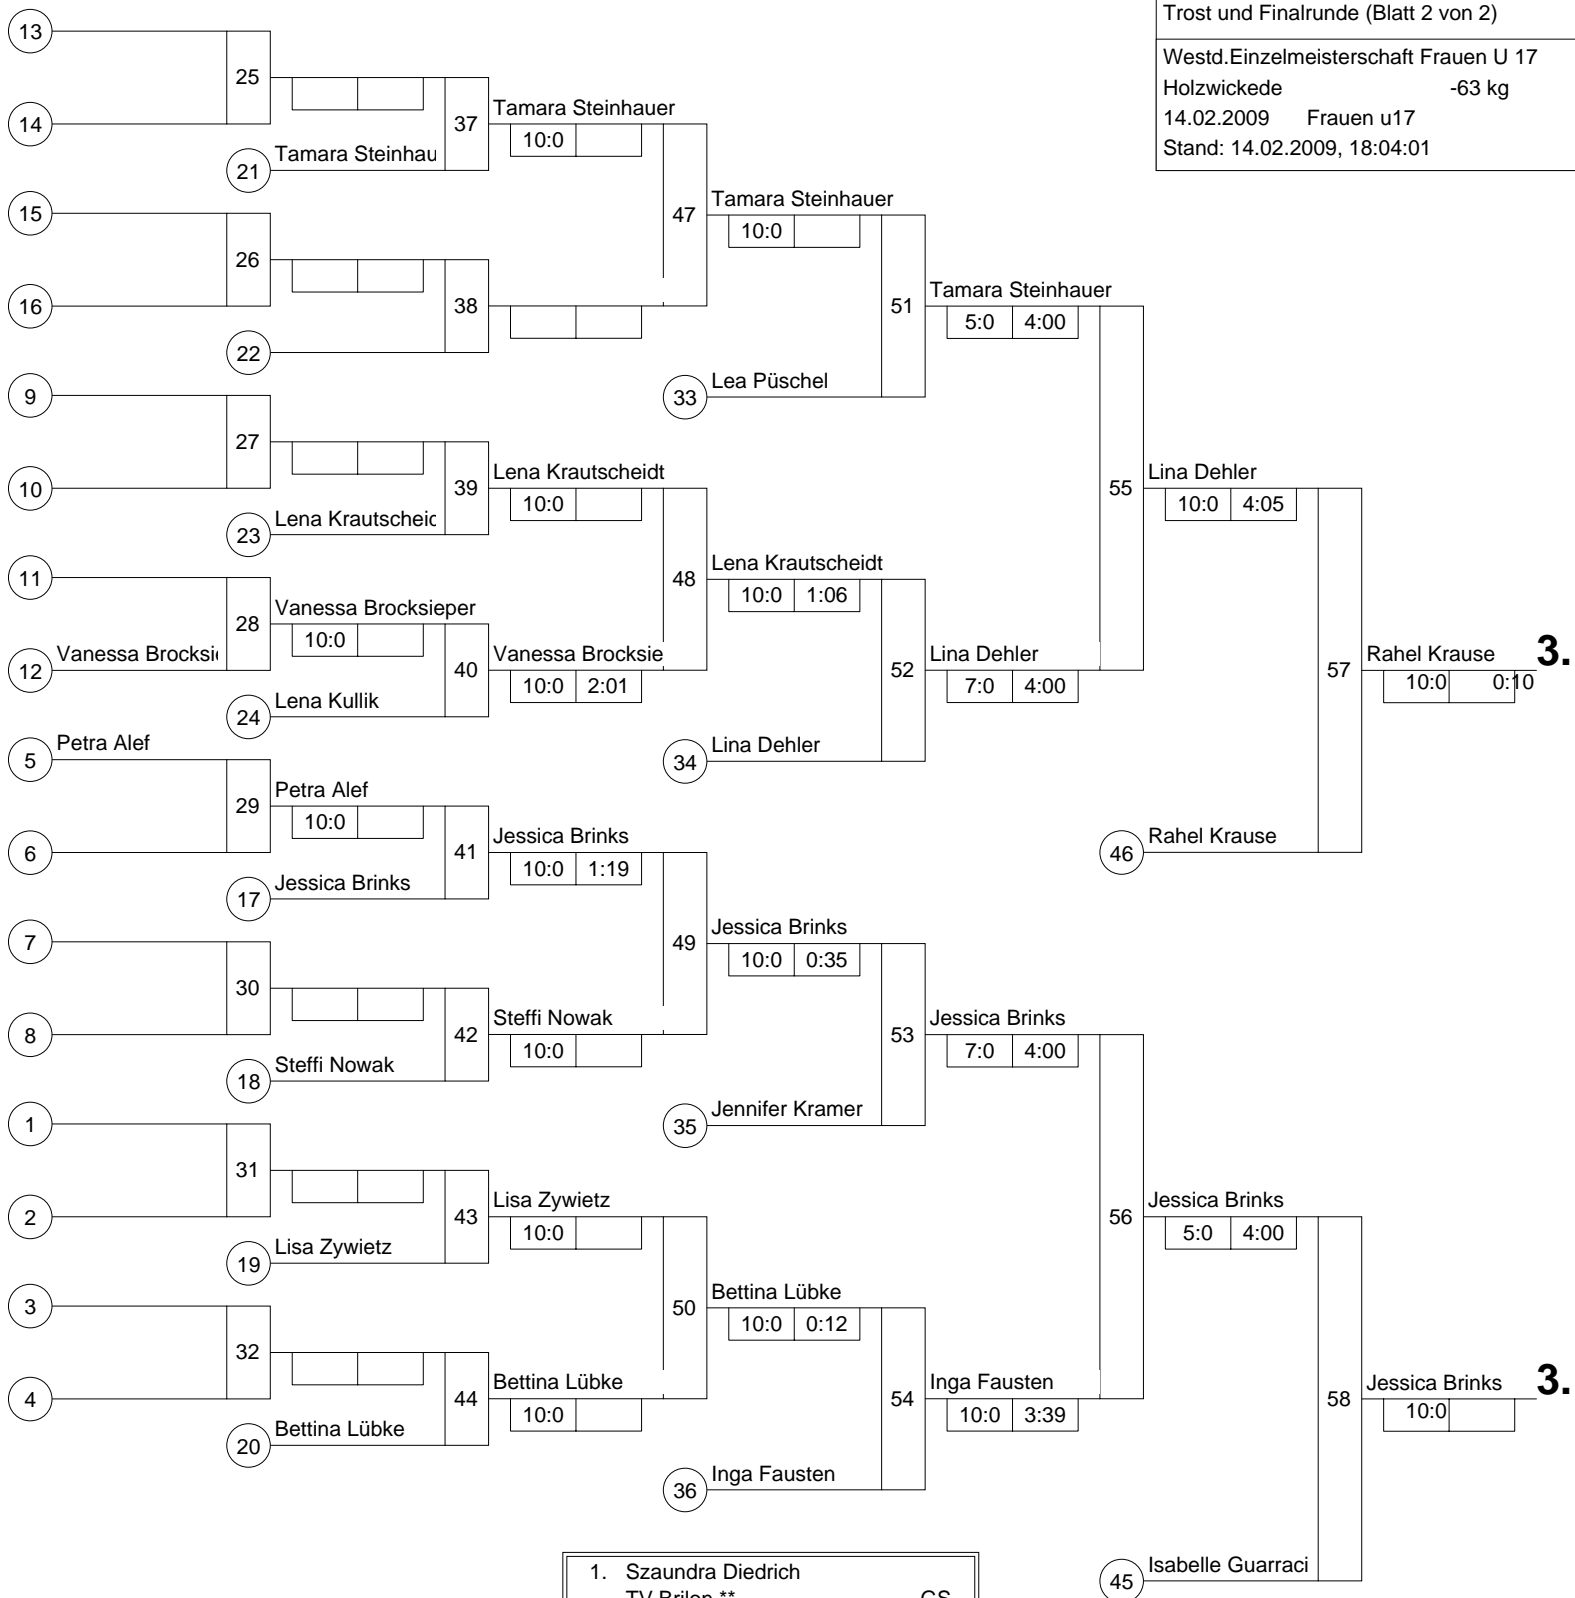 Trost und Finalrunde (Blatt 2 von 2)
Westd.Einzelmeisterschaft Frauen U 17
Holzwickede -63 kg
14.02.2009 Frauen u17
Stand: 14.02.2009, 18:04:01
13
25
14
37
Tamara Steinhauer
10:0
21
Tamara Steinhau
15
47
Tamara Steinhauer
10:0
26
16
38
22
51
Tamara Steinhauer
5:0 4:00
33
Lea Püschel
9
27
10
39
Lena Krautscheidt
10:0
23
Lena Krautscheid
55
Lina Dehler
10:0 4:05
11
48
Lena Krautscheidt
10:0 1:06
28
Vanessa Brocksieper
10:0
12
Vanessa Brocksi
40
Vanessa Brocksie
10:0 2:01
24
Lena Kullik
52
Lina Dehler
7:0 4:00
34
Lina Dehler
57
Rahel Krause
10:0 0:10
3.
5
Petra Alef
29
Petra Alef
10:0
6
41
Jessica Brinks
10:0 1:19
17
Jessica Brinks
46
Rahel Krause
7
49
Jessica Brinks
10:0 0:35
30
8
42
Steffi Nowak
10:0
18
Steffi Nowak
53
Jessica Brinks
7:0 4:00
35
Jennifer Kramer
1
31
2
43
Lisa Zywietz
10:0
19
Lisa Zywietz
56
Jessica Brinks
5:0 4:00
3
50
Bettina Lübke
10:0 0:12
32
4
44
Bettina Lübke
10:0
20
Bettina Lübke
54
Inga Fausten
10:0 3:39
36
Inga Fausten
58
Jessica Brinks
10:0
3.
45
Isabelle Guarraci
1. Szaundra Diedrich
TV Brilon ** GS